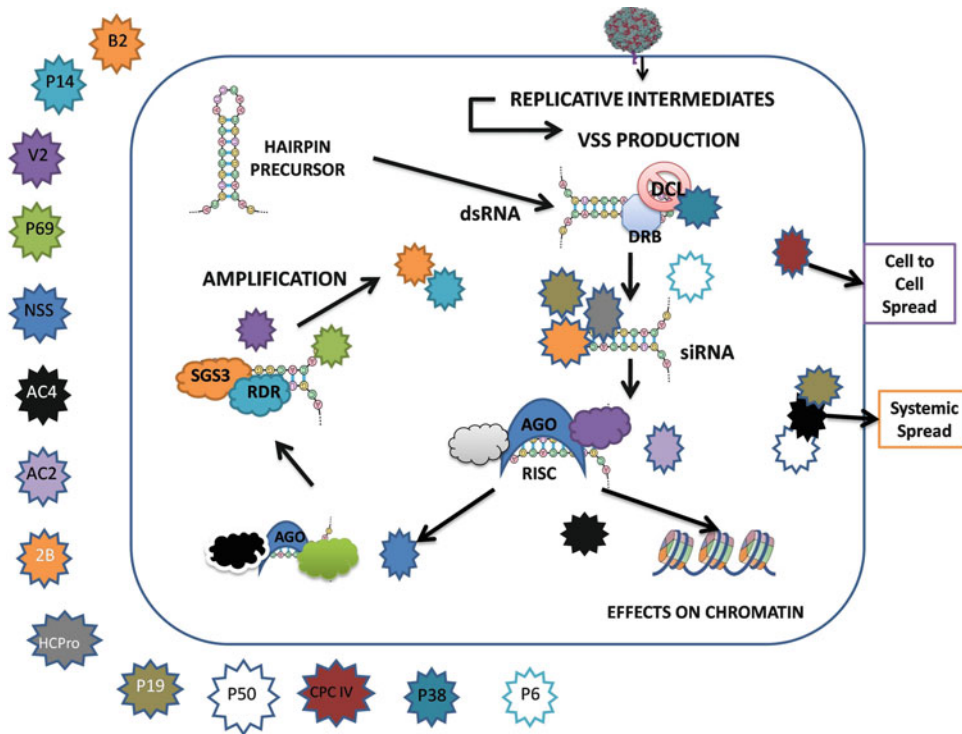 B2
P14
V2
P69
NSS
AC4
AC2
2B
HCPro
P19
P50
CPC IV
P38
P6
REPLICATIVE INTERMEDIATES
VSS PRODUCTION
HAIRPIN
PRECURSOR
dsRNA
DCL
DRB
siRNA
AMPLIFICATION
SGS3
RDR
AGO
RISC
AGO
EFFECTS ON CHROMATIN
Cell to
Cell
Spread
Systemic
Spread